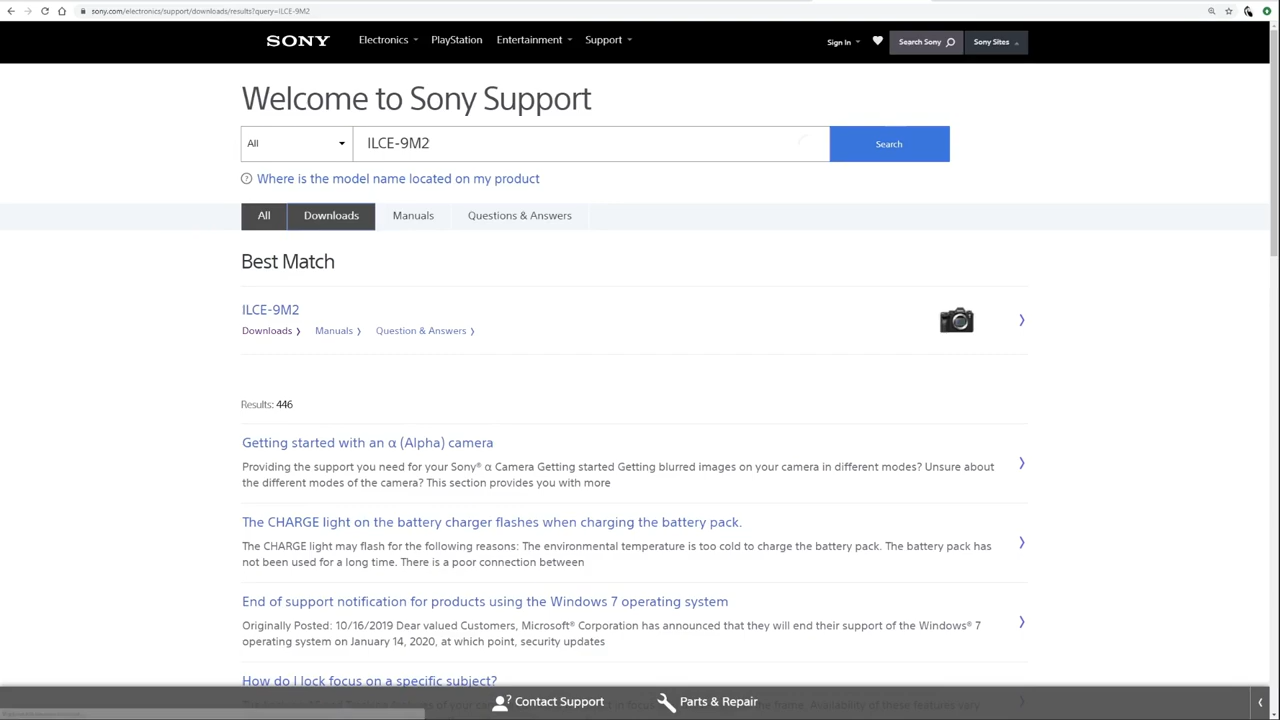 sony.com/electronics/support/downloads/results?query=ILCE-9M2
SONY Electronics PlayStation Entertainment Support Sign In Search Sony Sony Sites
Welcome to Sony Support
All ILCE-9M2 Search
? Where is the model name located on my product
All Downloads Manuals Questions & Answers
Best Match
ILCE-9M2
Downloads Manuals Question & Answers
Results: 446
Getting started with an α (Alpha) camera
Providing the support you need for your Sony® α Camera Getting started Getting blurred images on your camera in different modes? Unsure about
the different modes of the camera? This section provides you with more
The CHARGE light on the battery charger flashes when charging the battery pack.
The CHARGE light may flash for the following reasons: The environmental temperature is too cold to charge the battery pack. The battery pack has
not been used for a long time. There is a poor connection between
End of support notification for products using the Windows 7 operating system
Originally Posted: 10/16/2019 Dear valued Customers, Microsoft® Corporation has announced that they will end their support of the Windows® 7
operating system on January 14, 2020, at which point, security updates
How do I lock focus on a specific subject?
the frame. Availability of these features vary
Contact Support Parts & Repair